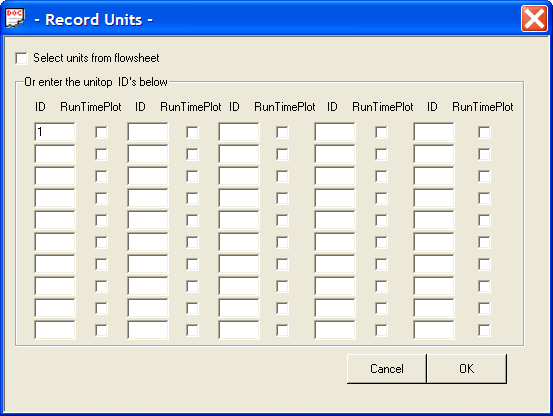 DOC
- Record Units -
Select units from flowsheet
Or enter the unitop ID's below
ID RunTimePlot ID RunTimePlot ID RunTimePlot ID RunTimePlot ID RunTimePlot
1
Cancel OK